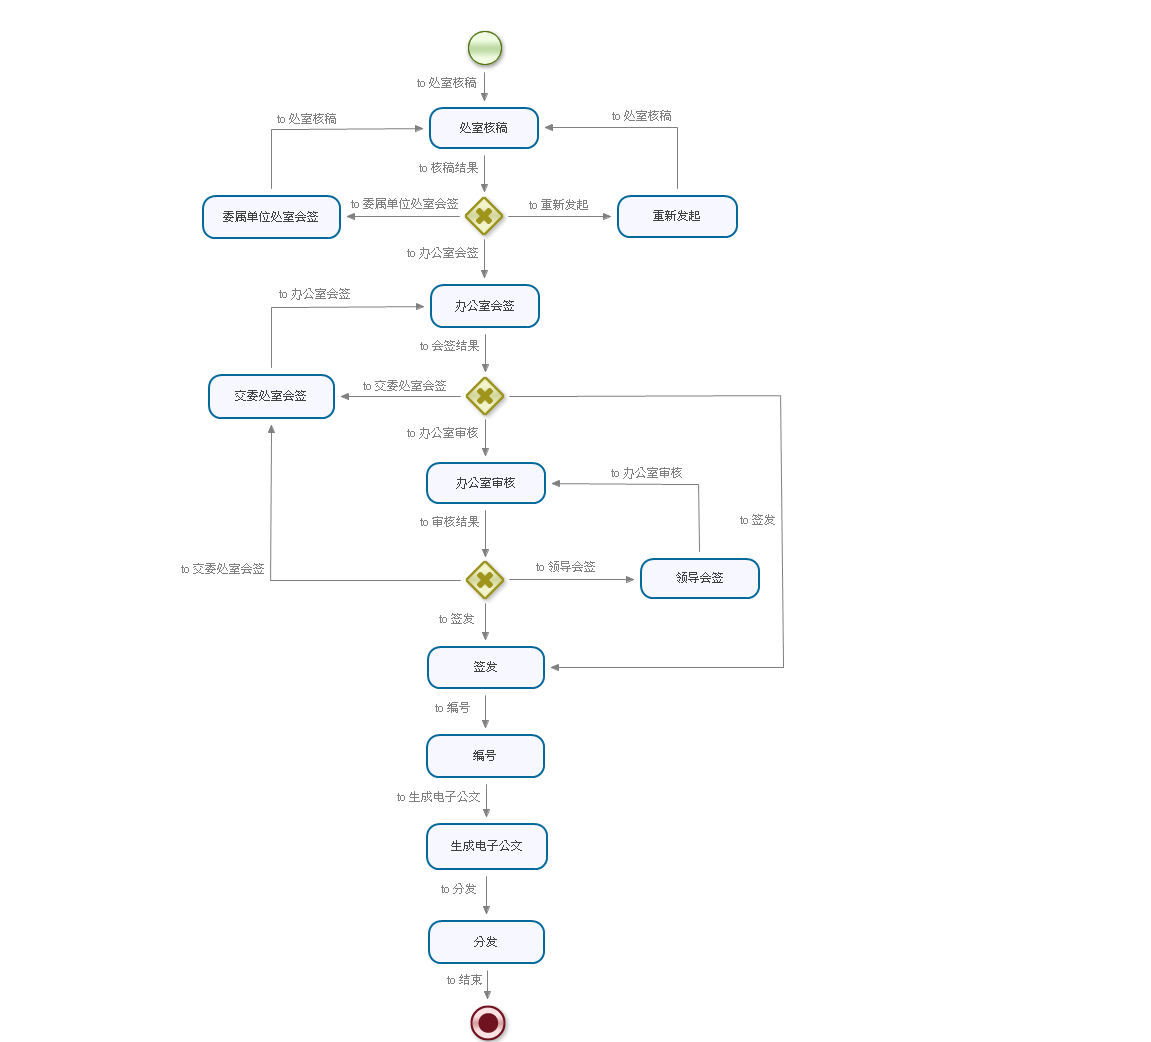 to 处室核稿
to 处室核稿
to 处室核稿
处室核稿
to 核稿结果
to 委属单位处室会签
to 重新发起
委属单位处室会签
重新发起
to 办公室会签
to 办公室会签
办公室会签
to 会签结果
to 交委处室会签
交委处室会签
to 办公室审核
to 办公室审核
办公室审核
to 审核结果
to 签发
to 交委处室会签
to 领导会签
领导会签
to 签发
签发
to 编号
编号
to 生成电子公文
生成电子公文
to 分发
分发
to 结束